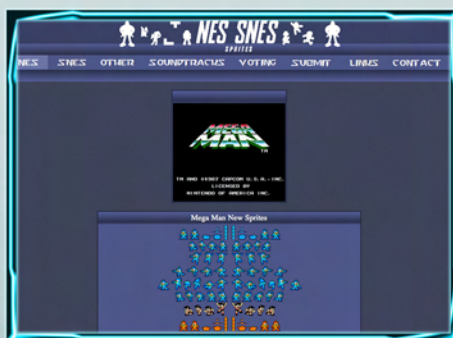 NES SNES
SPRITES
NES SNES OTHER SOUNDTRACKS VOTING SUBMIT LINKS CONTACT
MEGA
MAN
TM
TM AND ©1987 CAPCOM U.S.A., INC.
LICENSED BY
NINTENDO OF AMERICA INC.
Mega Man New Sprites